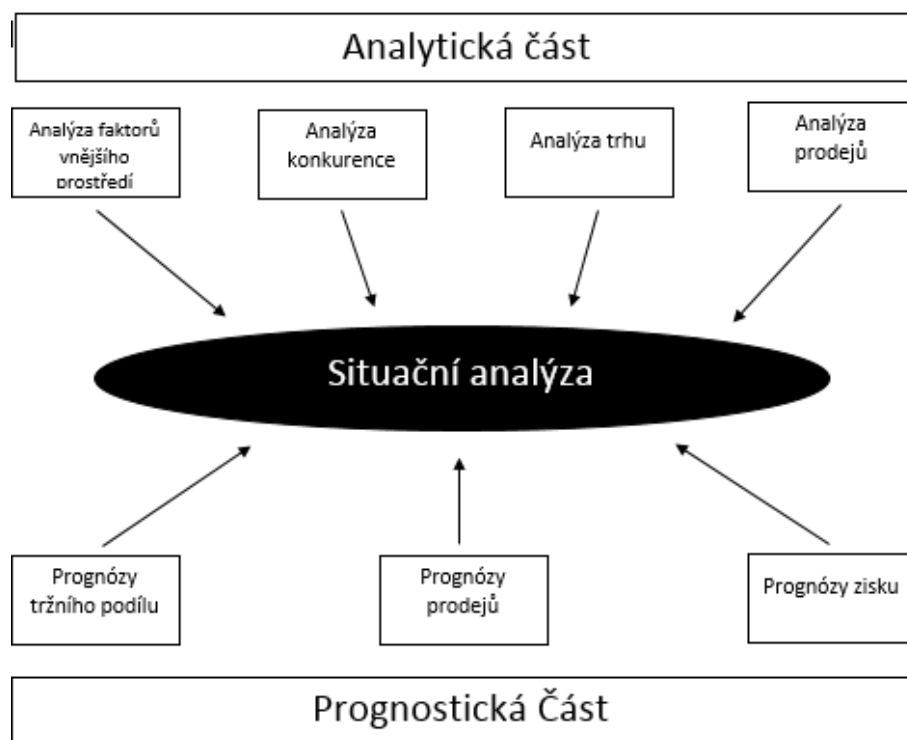 Analytická část
Analýza faktorů
vnějšího
prostředí
Analýza
konkurence
Analýza trhu
Analýza
prodejů
Situační analýza
Prognózy
tržního podílu
Prognózy
prodejů
Prognózy zisku
Prognostická Část